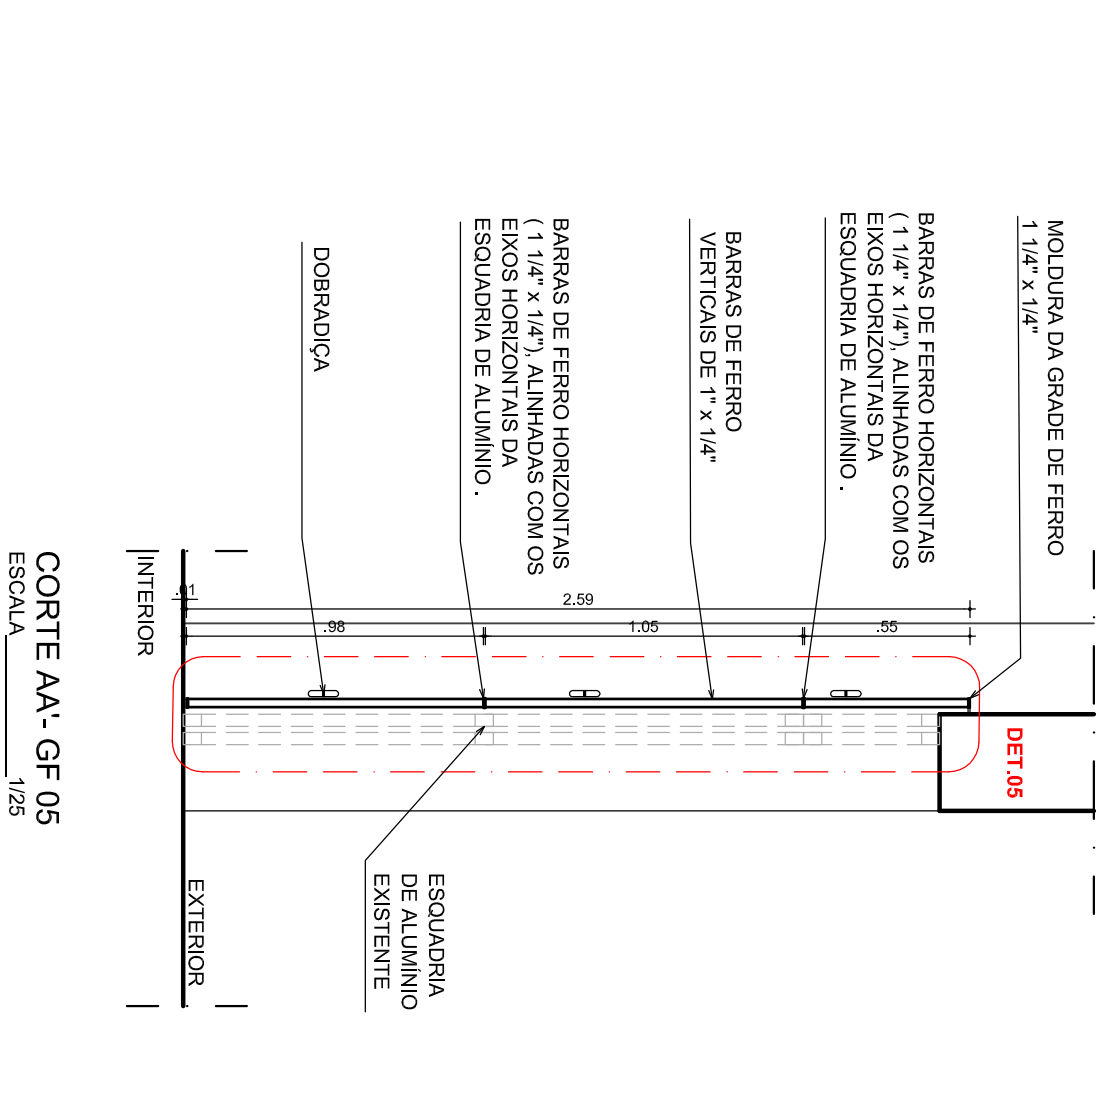 MOLDURA DA GRADE DE FERRO
1 1/4" x 1/4"
BARRAS DE FERRO HORIZONTAIS
( 1 1/4" x 1/4"), ALINHADAS COM OS
EIXOS HORIZONTAIS DA
ESQUADRIA DE ALUMÍNIO .
BARRAS DE FERRO
VERTICAIS DE 1" x 1/4"
BARRAS DE FERRO HORIZONTAIS
( 1 1/4" x 1/4"), ALINHADAS COM OS
EIXOS HORIZONTAIS DA
ESQUADRIA DE ALUMÍNIO .
DOBRADIÇA
DET.05
2.59
.55
1.05
.98
.01
INTERIOR
EXTERIOR
ESQUADRIA
DE ALUMÍNIO
EXISTENTE
CORTE AA'- GF 05
ESCALA 1/25